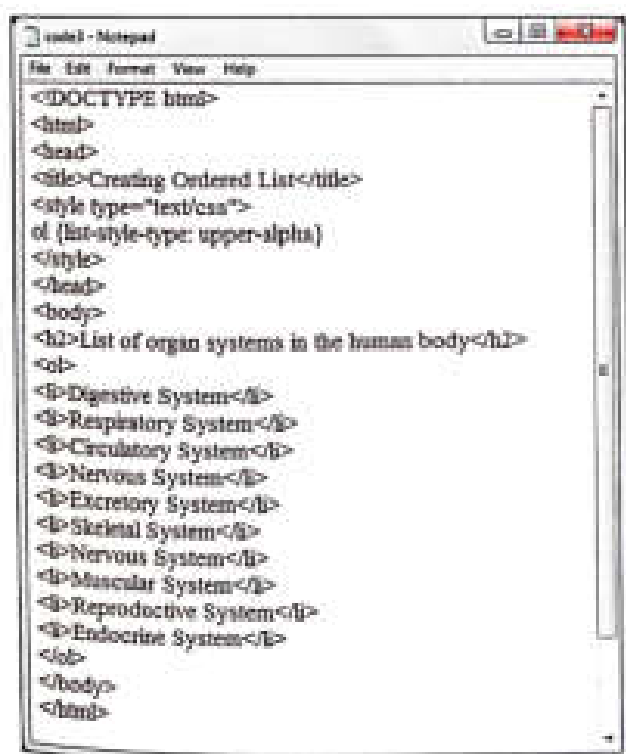 code3 - Notepad
File Edit Format View Help
<!DOCTYPE html>
<html>
<head>
<title>Creating Ordered List</title>
<style type="text/css">
ol {list-style-type: upper-alpha}
</style>
</head>
<body>
<h2>List of organ systems in the human body</h2>
<ol>
<li>Digestive System</li>
<li>Respiratory System</li>
<li>Circulatory System</li>
<li>Nervous System</li>
<li>Excretory System</li>
<li>Skeletal System</li>
<li>Nervous System</li>
<li>Muscular System</li>
<li>Reproductive System</li>
<li>Endocrine System</li>
</ol>
</body>
</html>